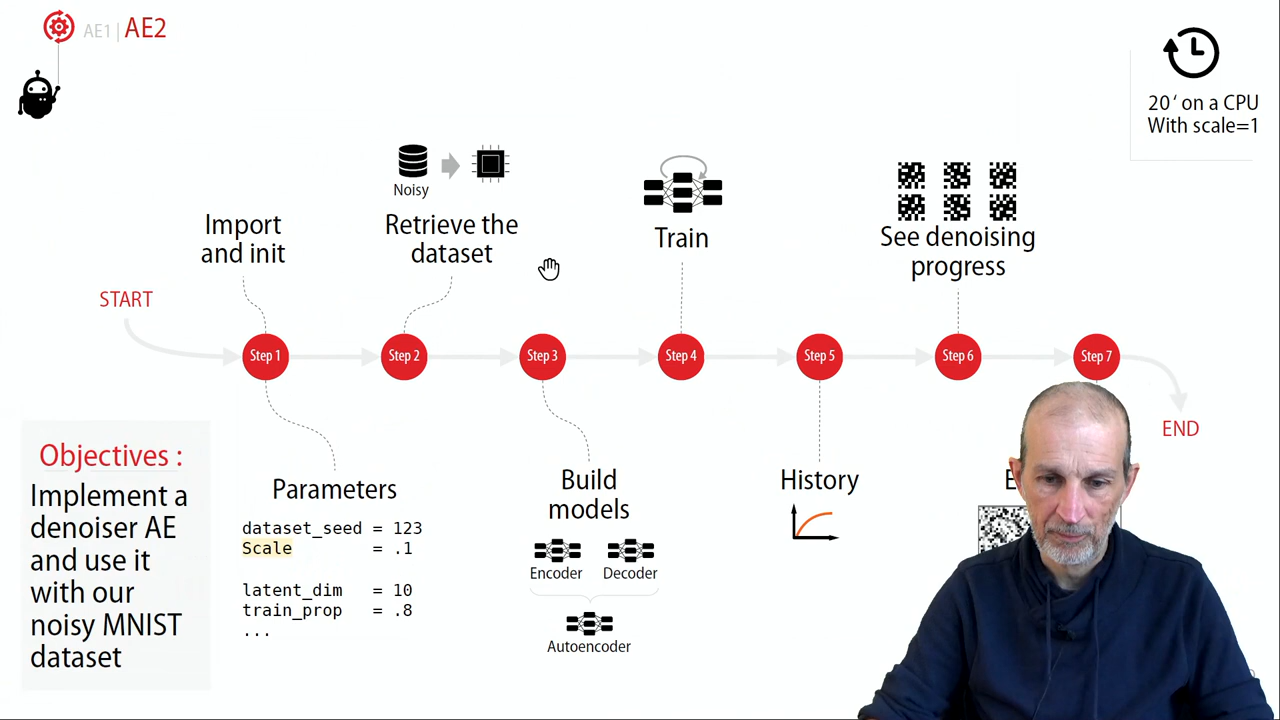 AE1 | AE2
20' on a CPU
With scale=1
Noisy
Import
and init
Retrieve the
dataset
Train
See denoising
progress
START
Step 1
Step 2
Step 3
Step 4
Step 5
Step 6
Step 7
END
Objectives :
Implement a
denoiser AE
and use it
with our
noisy MNIST
dataset
Parameters
dataset_seed = 123
Scale = .1
latent_dim = 10
train_prop = .8
...
Build
models
Encoder
Decoder
Autoencoder
History